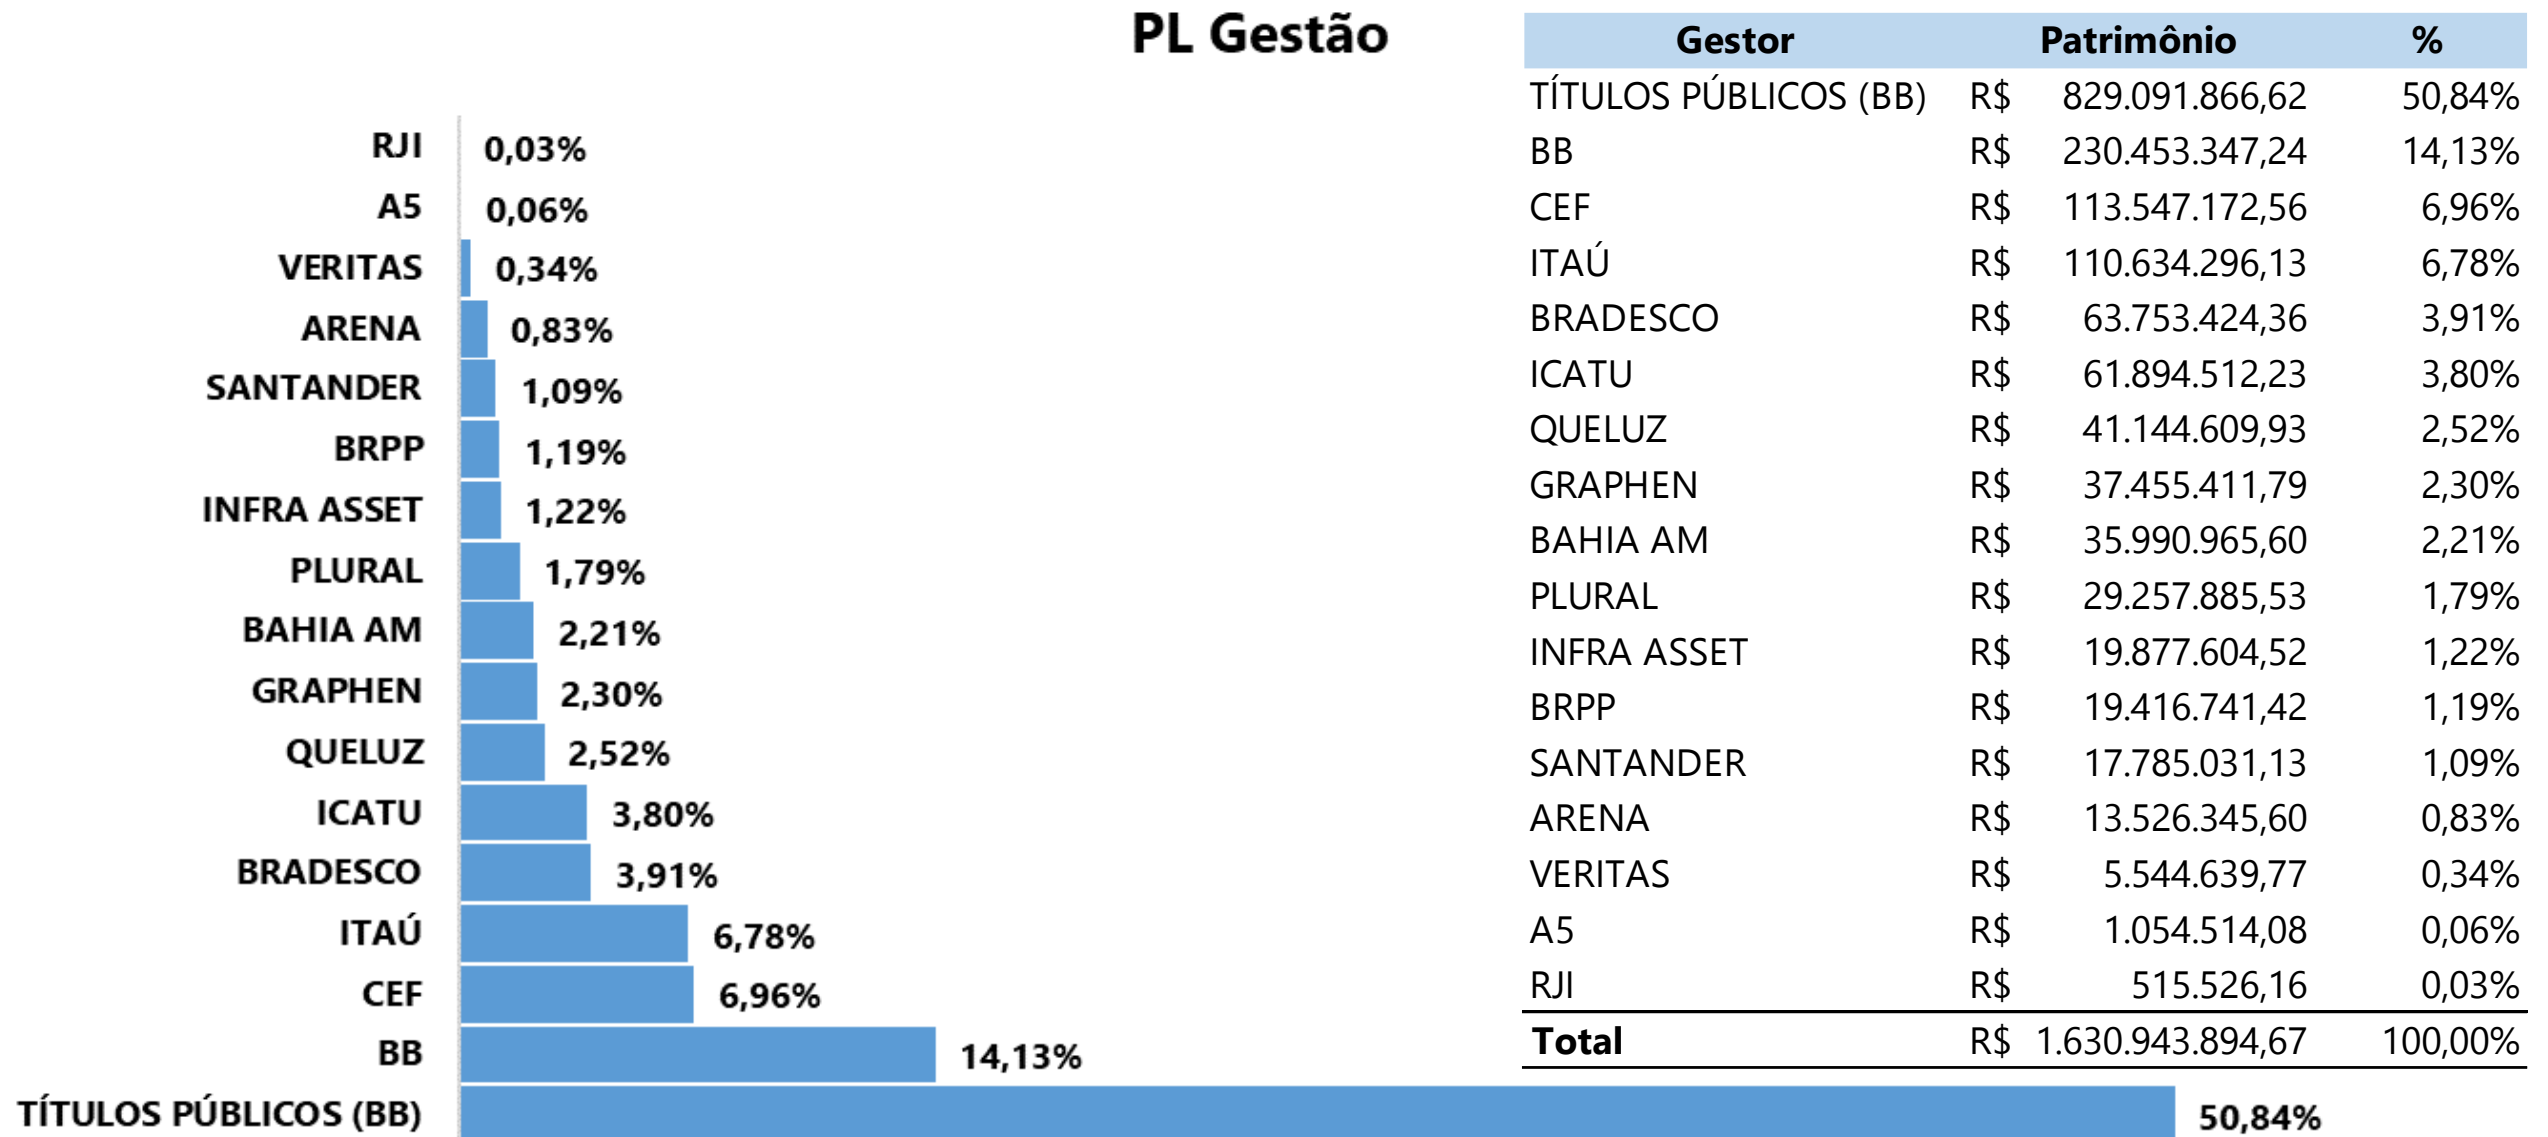 PL Gestão
RJI 0,03%
A5 0,06%
VERITAS 0,34%
ARENA 0,83%
SANTANDER 1,09%
BRPP 1,19%
INFRA ASSET 1,22%
PLURAL 1,79%
BAHIA AM 2,21%
GRAPHEN 2,30%
QUELUZ 2,52%
ICATU 3,80%
BRADESCO 3,91%
ITAÚ 6,78%
CEF 6,96%
BB 14,13%
TÍTULOS PÚBLICOS (BB) 50,84%
Gestor Patrimônio %
TÍTULOS PÚBLICOS (BB) R$ 829.091.866,62 50,84%
BB R$ 230.453.347,24 14,13%
CEF R$ 113.547.172,56 6,96%
ITAÚ R$ 110.634.296,13 6,78%
BRADESCO R$ 63.753.424,36 3,91%
ICATU R$ 61.894.512,23 3,80%
QUELUZ R$ 41.144.609,93 2,52%
GRAPHEN R$ 37.455.411,79 2,30%
BAHIA AM R$ 35.990.965,60 2,21%
PLURAL R$ 29.257.885,53 1,79%
INFRA ASSET R$ 19.877.604,52 1,22%
BRPP R$ 19.416.741,42 1,19%
SANTANDER R$ 17.785.031,13 1,09%
ARENA R$ 13.526.345,60 0,83%
VERITAS R$ 5.544.639,77 0,34%
A5 R$ 1.054.514,08 0,06%
RJI R$ 515.526,16 0,03%
Total R$ 1.630.943.894,67 100,00%